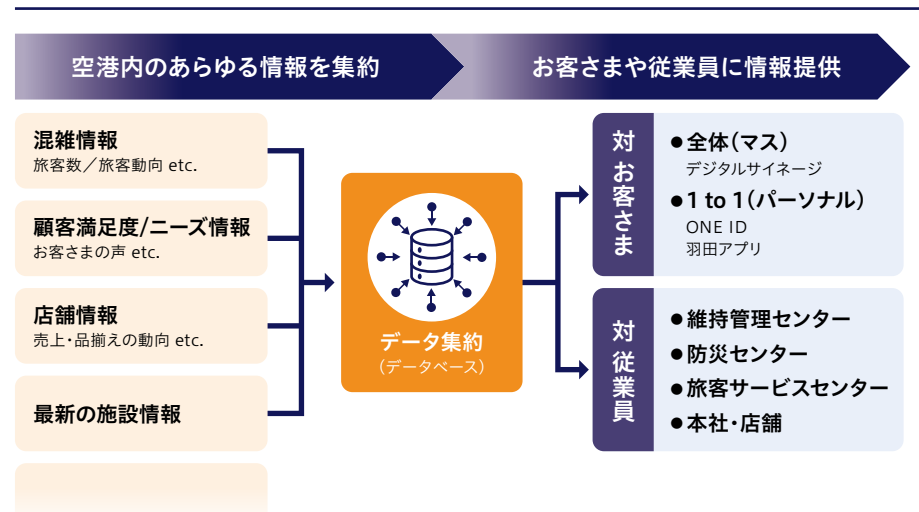 空港内のあらゆる情報を集約
お客さまや従業員に情報提供
混雑情報
旅客数／旅客動向 etc.
顧客満足度/ニーズ情報
お客さまの声 etc.
店舗情報
売上・品揃えの動向 etc.
最新の施設情報
データ集約
（データベース）
対お客さま
●全体（マス）
デジタルサイネージ
●1 to 1（パーソナル）
ONE ID
羽田アプリ
対従業員
●維持管理センター
●防災センター
●旅客サービスセンター
●本社・店舗